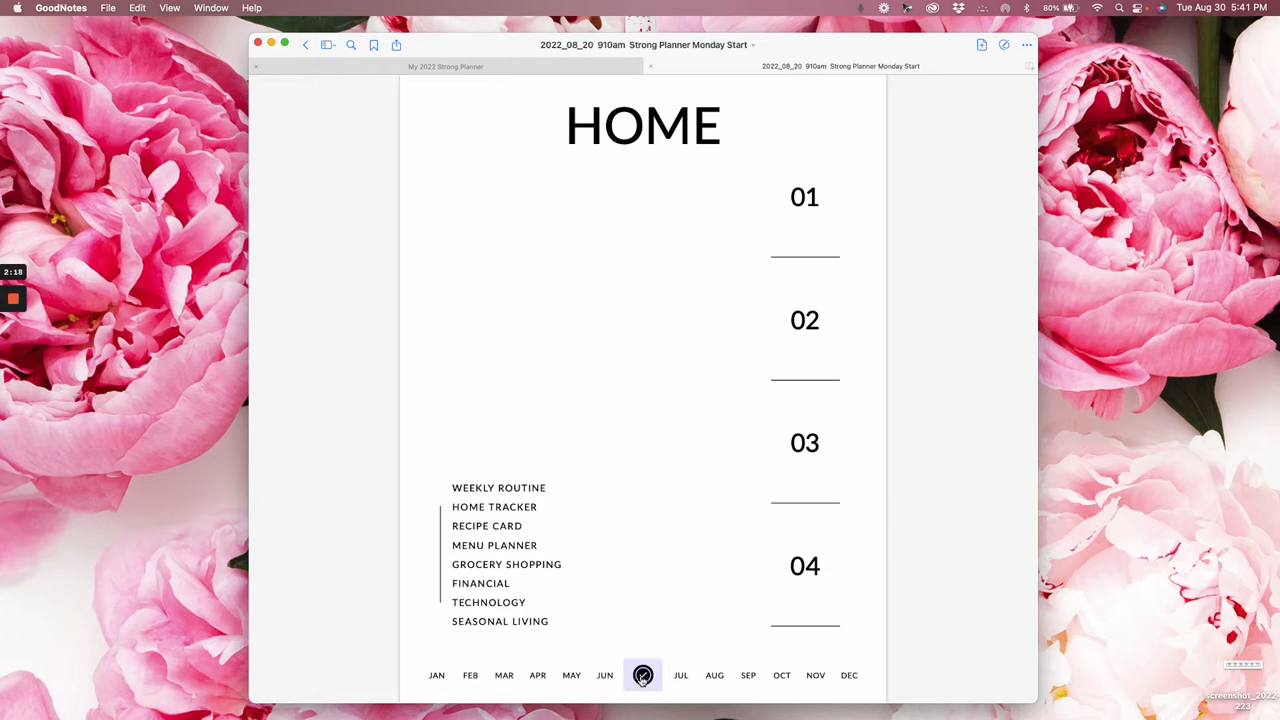 GoodNotes File Edit View Window Help
80% Tue Aug 30 5:41 PM
2022_08_20 910am Strong Planner Monday Start
My 2022 Strong Planner
2022_08_20 910am Strong Planner Monday Start
HOME
01
2:18
02
03
WEEKLY ROUTINE
HOME TRACKER
RECIPE CARD
MENU PLANNER
GROCERY SHOPPING
04
FINANCIAL
TECHNOLOGY
SEASONAL LIVING
JAN FEB MAR APR MAY JUN JUL AUG SEP OCT NOV DEC
screenshot_2022-
223